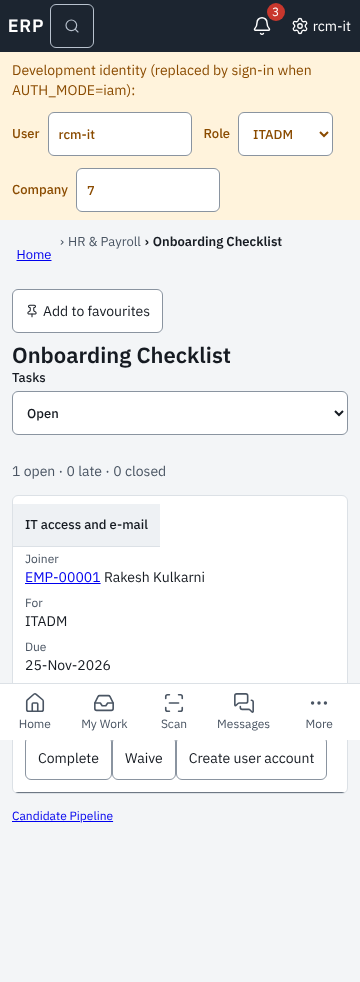 ERP
3
rcm-it
Development identity (replaced by sign-in when
AUTH_MODE=iam):
User rcm-it Role ITADM
Company 7
Home › HR & Payroll › Onboarding Checklist
Add to favourites
Onboarding Checklist
Tasks
Open
1 open · 0 late · 0 closed
IT access and e-mail
Joiner
EMP-00001 Rakesh Kulkarni
For
ITADM
Due
25-Nov-2026
Home My Work Scan Messages More
Complete Waive Create user account
Candidate Pipeline